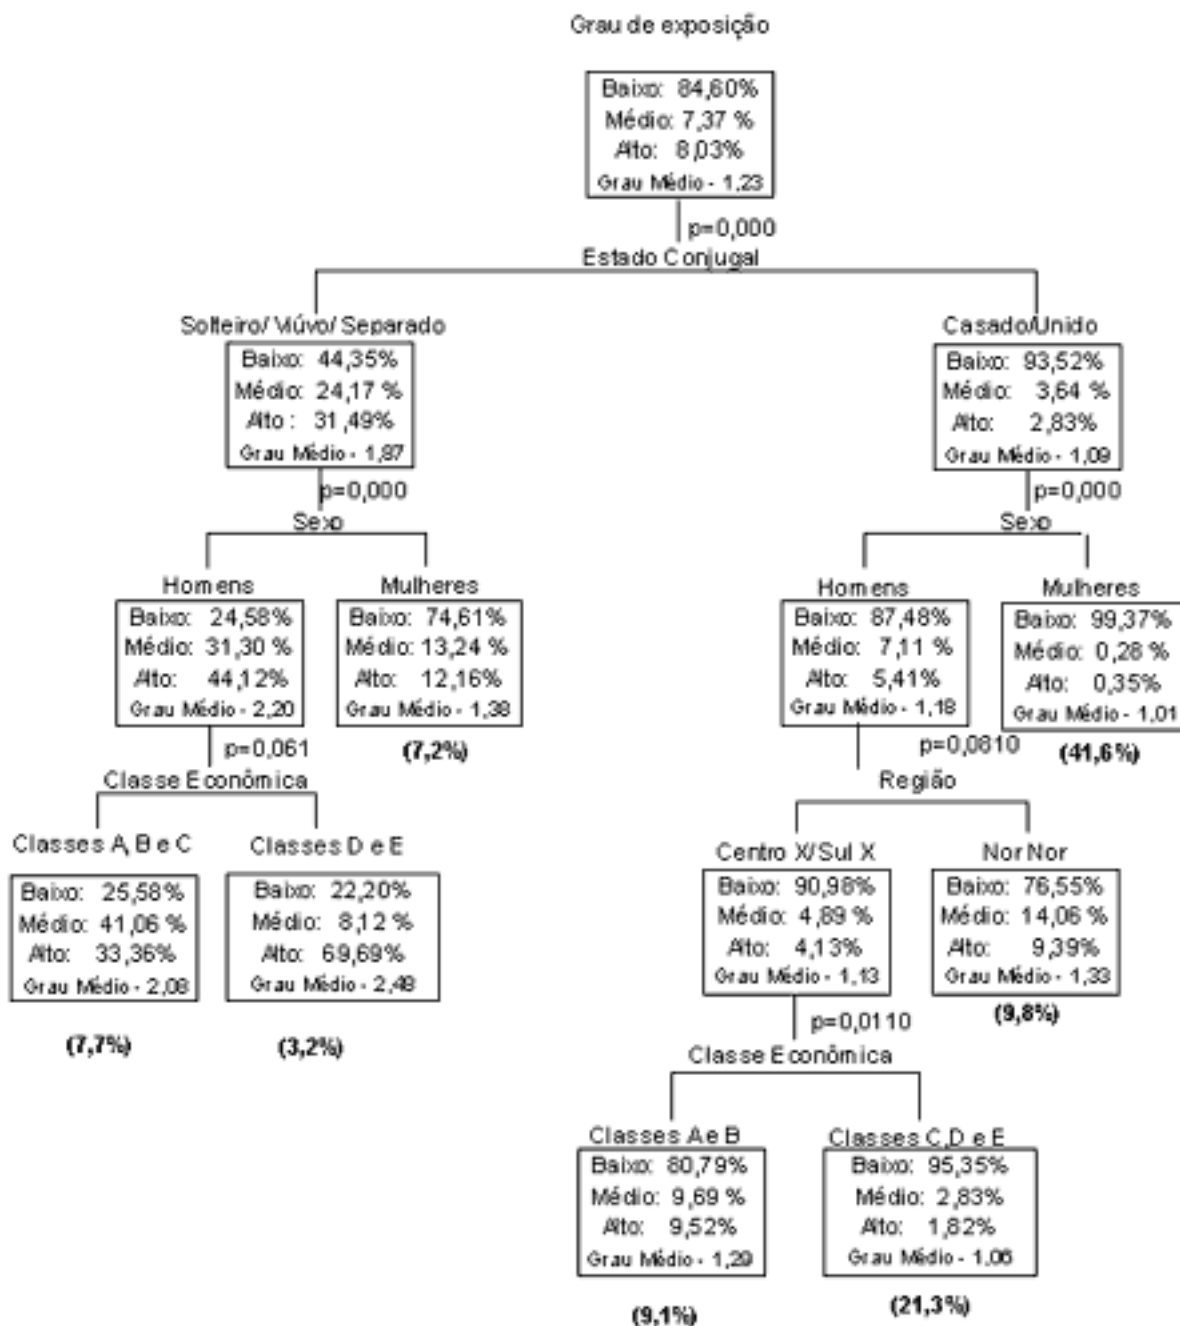 Grau de exposição
Baixo: 84,60%
Médio: 7,37 %
Alto: 8,03%
Grau Médio - 1,23
p=0,000
Estado Conjugal
Solteiro/ Viúvo/ Separado
Baixo: 44,35%
Médio: 24,17 %
Alto : 31,49%
Grau Médio - 1,87
p=0,000
Sexo
Casado/Unido
Baixo: 93,52%
Médio: 3,64 %
Alto: 2,83%
Grau Médio - 1,09
p=0,000
Sexo
Homens
Baixo: 24,58%
Médio: 31,30 %
Alto: 44,12%
Grau Médio - 2,20
p=0,061
Classe Econômica
Mulheres
Baixo: 74,61%
Médio: 13,24 %
Alto: 12,16%
Grau Médio - 1,38
(7,2%)
Homens
Baixo: 87,48%
Médio: 7,11 %
Alto: 5,41%
Grau Médio - 1,18
p=0,0810
Região
Mulheres
Baixo: 99,37%
Médio: 0,28 %
Alto: 0,35%
Grau Médio - 1,01
(41,6%)
Classes A, B e C
Baixo: 25,58%
Médio: 41,06 %
Alto: 33,36%
Grau Médio - 2,08
(7,7%)
Classes D e E
Baixo: 22,20%
Médio: 8,12 %
Alto: 69,69%
Grau Médio - 2,48
(3,2%)
Centro X/Sul X
Baixo: 90,98%
Médio: 4,89 %
Alto: 4,13%
Grau Médio - 1,13
p=0,0110
Classe Econômica
Nor Nor
Baixo: 76,55%
Médio: 14,06 %
Alto: 9,39%
Grau Médio - 1,33
(9,8%)
Classes A e B
Baixo: 80,79%
Médio: 9,69 %
Alto: 9,52%
Grau Médio - 1,29
(9,1%)
Classes C,D e E
Baixo: 95,35%
Médio: 2,83%
Alto: 1,82%
Grau Médio - 1,06
(21,3%)